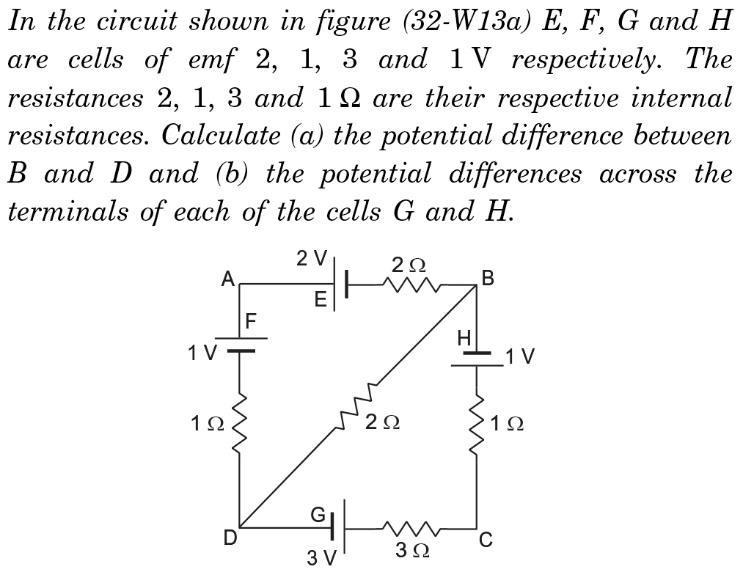 In the circuit shown in figure (32-W13a) E, F, G and H
are cells of emf 2, 1, 3 and 1 V respectively. The
resistances 2, 1, 3 and 1 Ω are their respective internal
resistances. Calculate (a) the potential difference between
B and D and (b) the potential differences across the
terminals of each of the cells G and H.
2 V
2 Ω
A
B
E
F
H
1 V
1 V
1 Ω
2 Ω
1 Ω
G
D
C
3 V
3 Ω